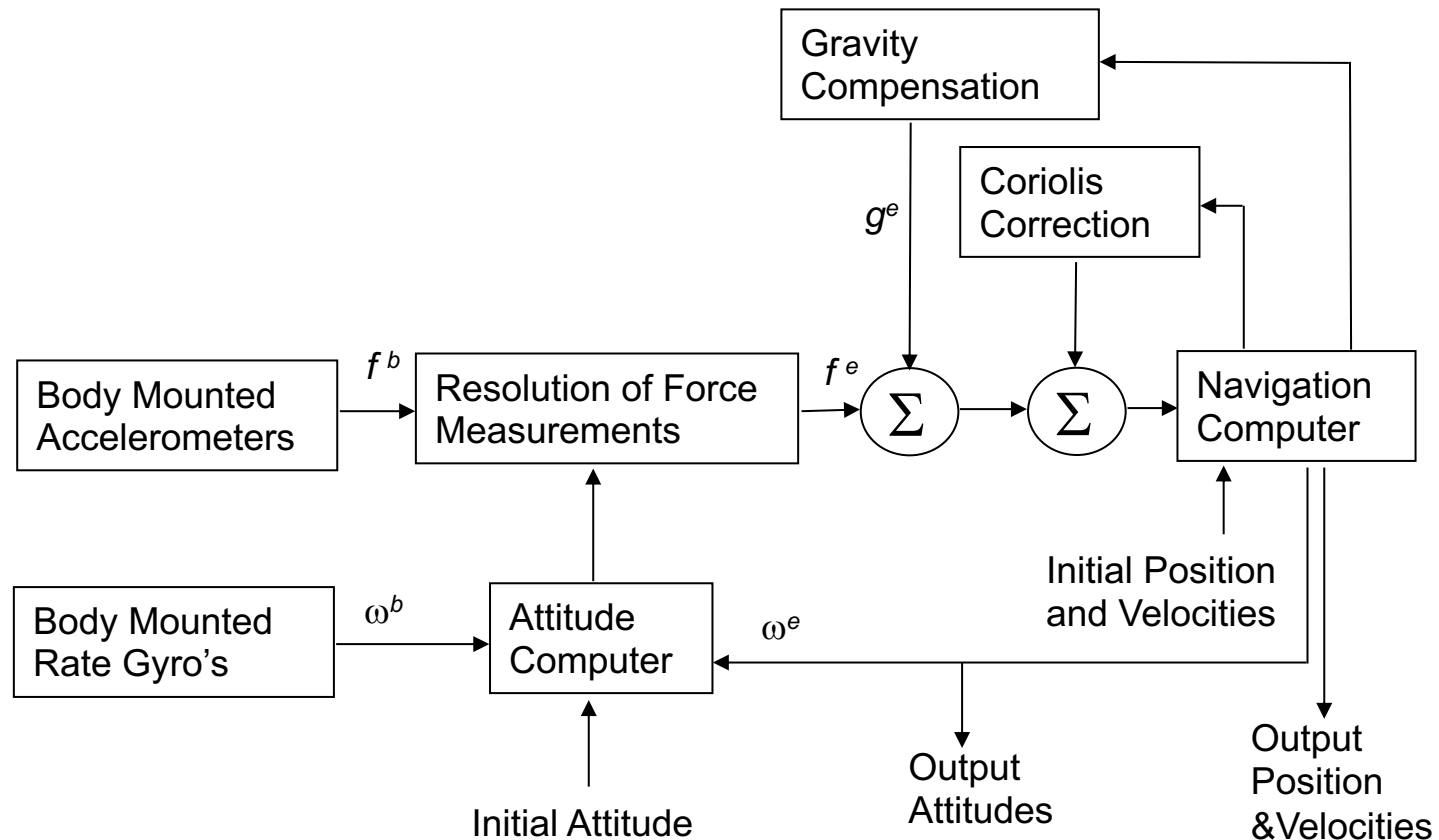 Gravity
Compensation
Coriolis
Correction
g^e
Body Mounted
Accelerometers
f^b
Resolution of Force
Measurements
f^e
Σ
Σ
Navigation
Computer
Initial Position
and Velocities
Body Mounted
Rate Gyro’s
ω^b
Attitude
Computer
ω^e
Initial Attitude
Output
Attitudes
Output
Position
&Velocities